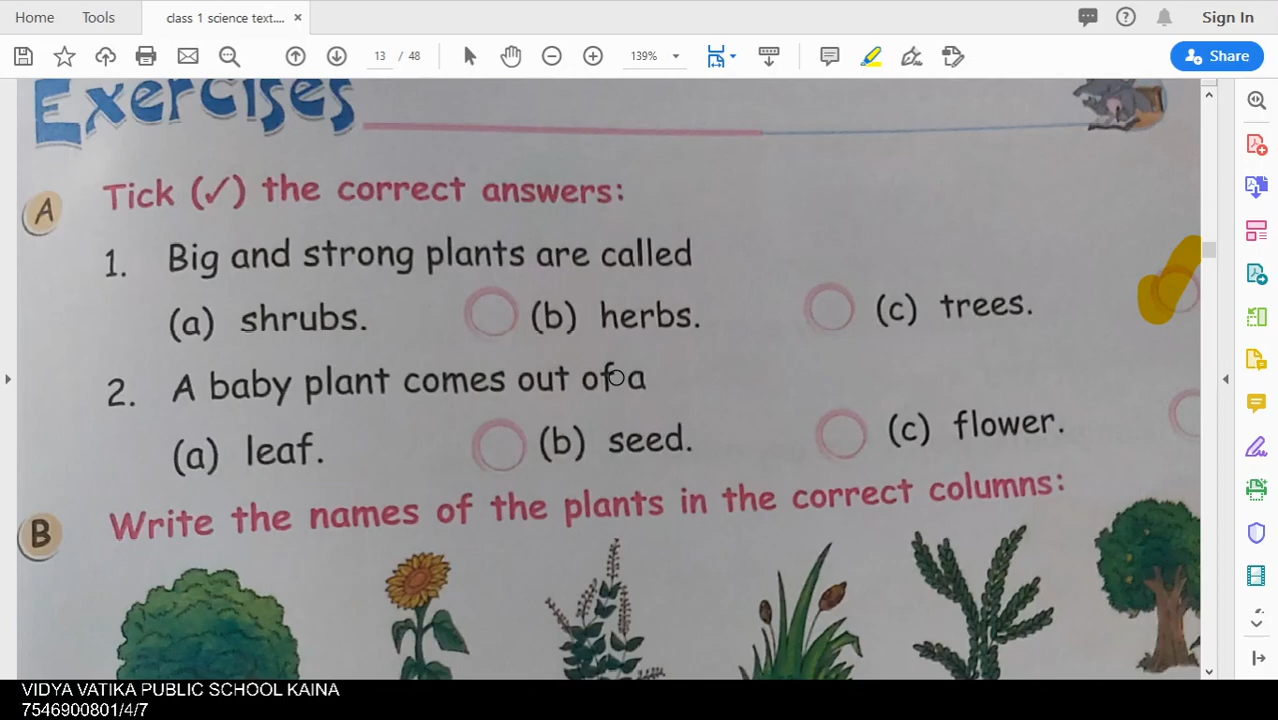 Home Tools class 1 science text.... × Sign In
13 / 48 139% Share
Exercises
A Tick (✓) the correct answers:
1. Big and strong plants are called
(a) shrubs. (b) herbs. (c) trees.
2. A baby plant comes out of a
(a) leaf. (b) seed. (c) flower.
B Write the names of the plants in the correct columns:
VIDYA VATIKA PUBLIC SCHOOL KAINA
7546900801/4/7